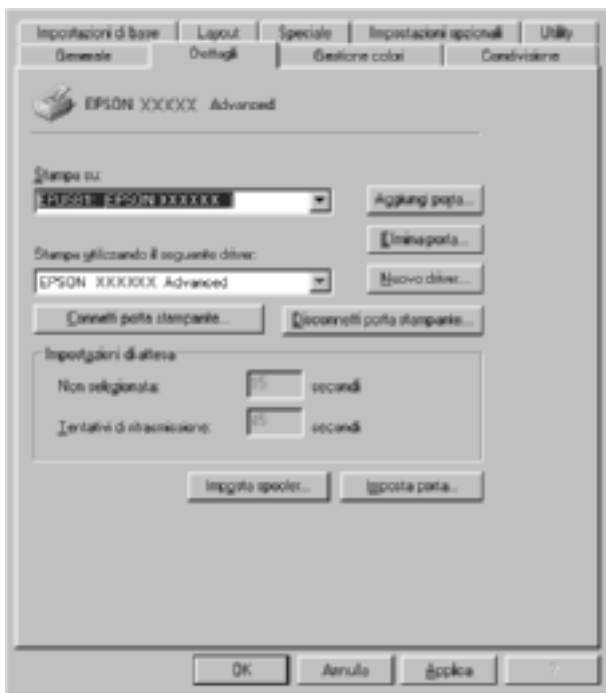 Impostazioni di base Layout Speciale Impostazioni opzionali Utility
Generale Dettagli Gestione colori Condivisione
EPSON XXXXX Advanced
Stampa su:
EPUSB1: EPSON XXXXXX
Aggiungi porta...
Elimina porta...
Stampa utilizzando il seguente driver:
EPSON XXXXXX Advanced
Nuovo driver...
Connetti porta stampante... Disconnetti porta stampante...
Impostazioni di attesa
Non selezionata: 15 secondi
Tentativi di ritrasmissione: 45 secondi
Imposta spooler... Imposta porta...
OK Annulla Applica ?